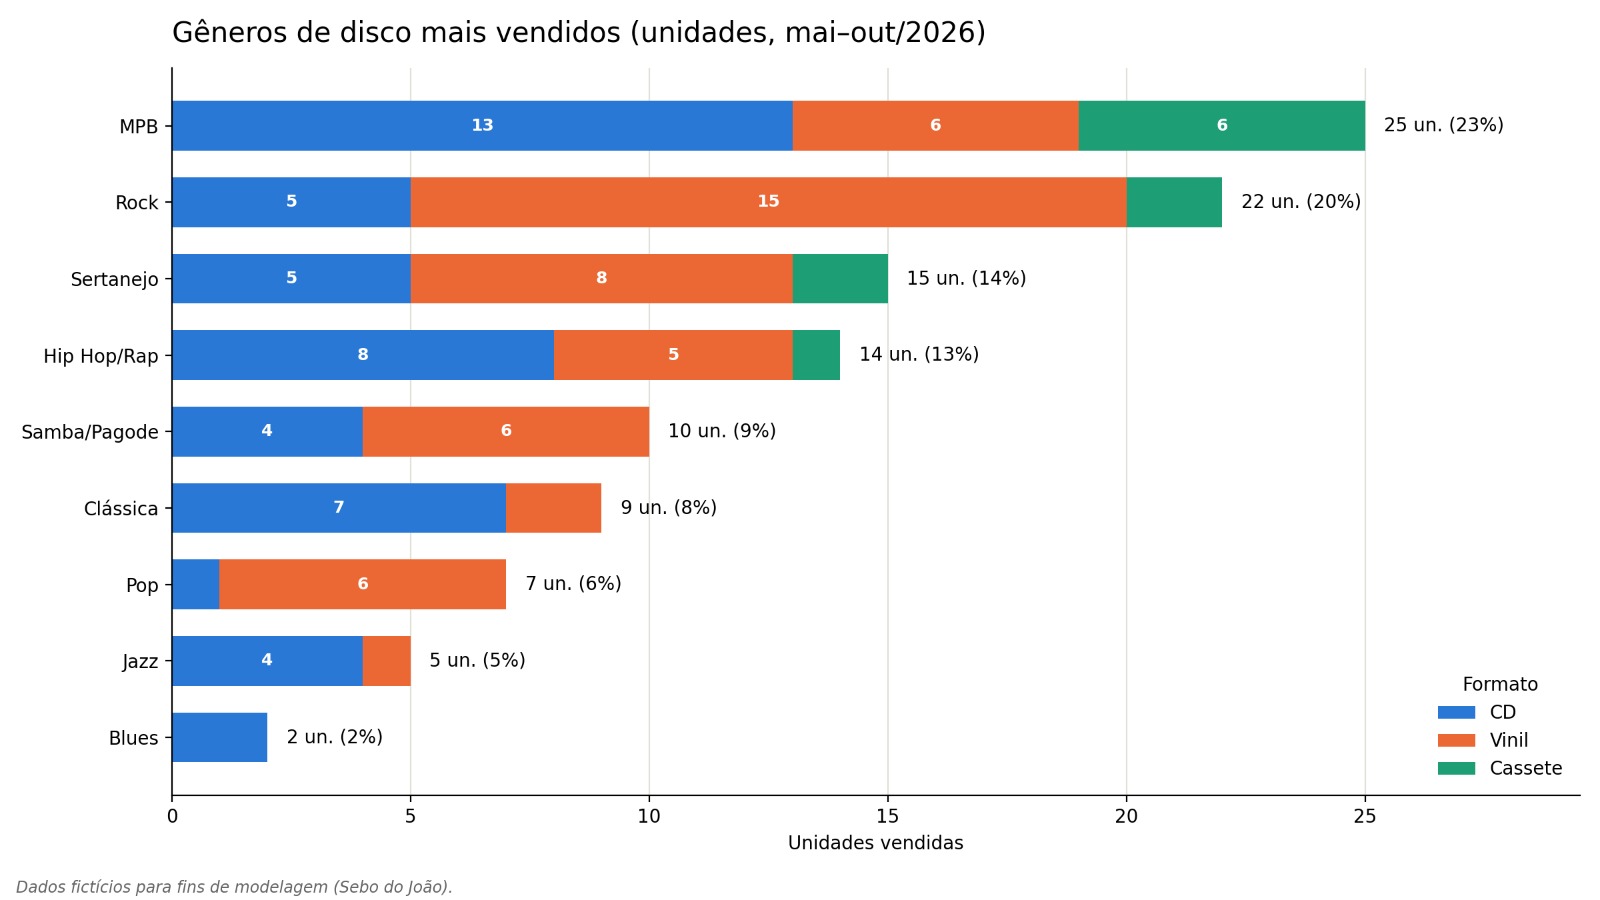 Gêneros de disco mais vendidos (unidades, mai–out/2026)
MPB 13 6 6 25 un. (23%)
Rock 5 15 22 un. (20%)
Sertanejo 5 8 15 un. (14%)
Hip Hop/Rap 8 5 14 un. (13%)
Samba/Pagode 4 6 10 un. (9%)
Clássica 7 9 un. (8%)
Pop 6 7 un. (6%)
Jazz 4 5 un. (5%)
Blues 2 un. (2%)
Formato
CD
Vinil
Cassete
0 5 10 15 20 25
Unidades vendidas
Dados fictícios para fins de modelagem (Sebo do João).